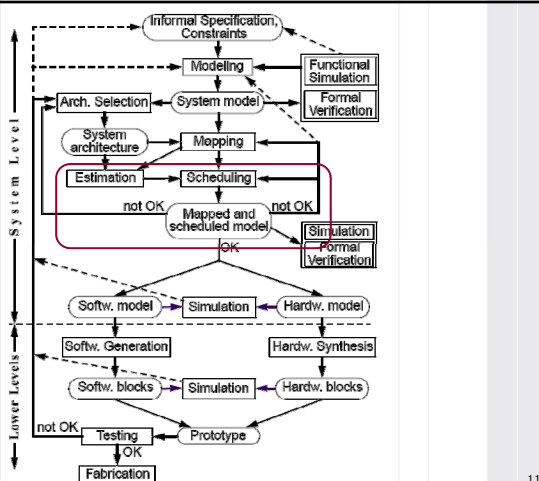 Informal Specification,
Constraints
Modeling
Functional
Simulation
Arch. Selection
System model
Formal
Verification
System
architecture
Mapping
Estimation
Scheduling
not OK
not OK
Mapped and
scheduled model
Simulation
Formal
Verification
OK
System Level
Softw. model
Simulation
Hardw. model
Softw. Generation
Hardw. Synthesis
Lower Levels
Softw. blocks
Simulation
Hardw. blocks
not OK
Testing
Prototype
OK
Fabrication
11